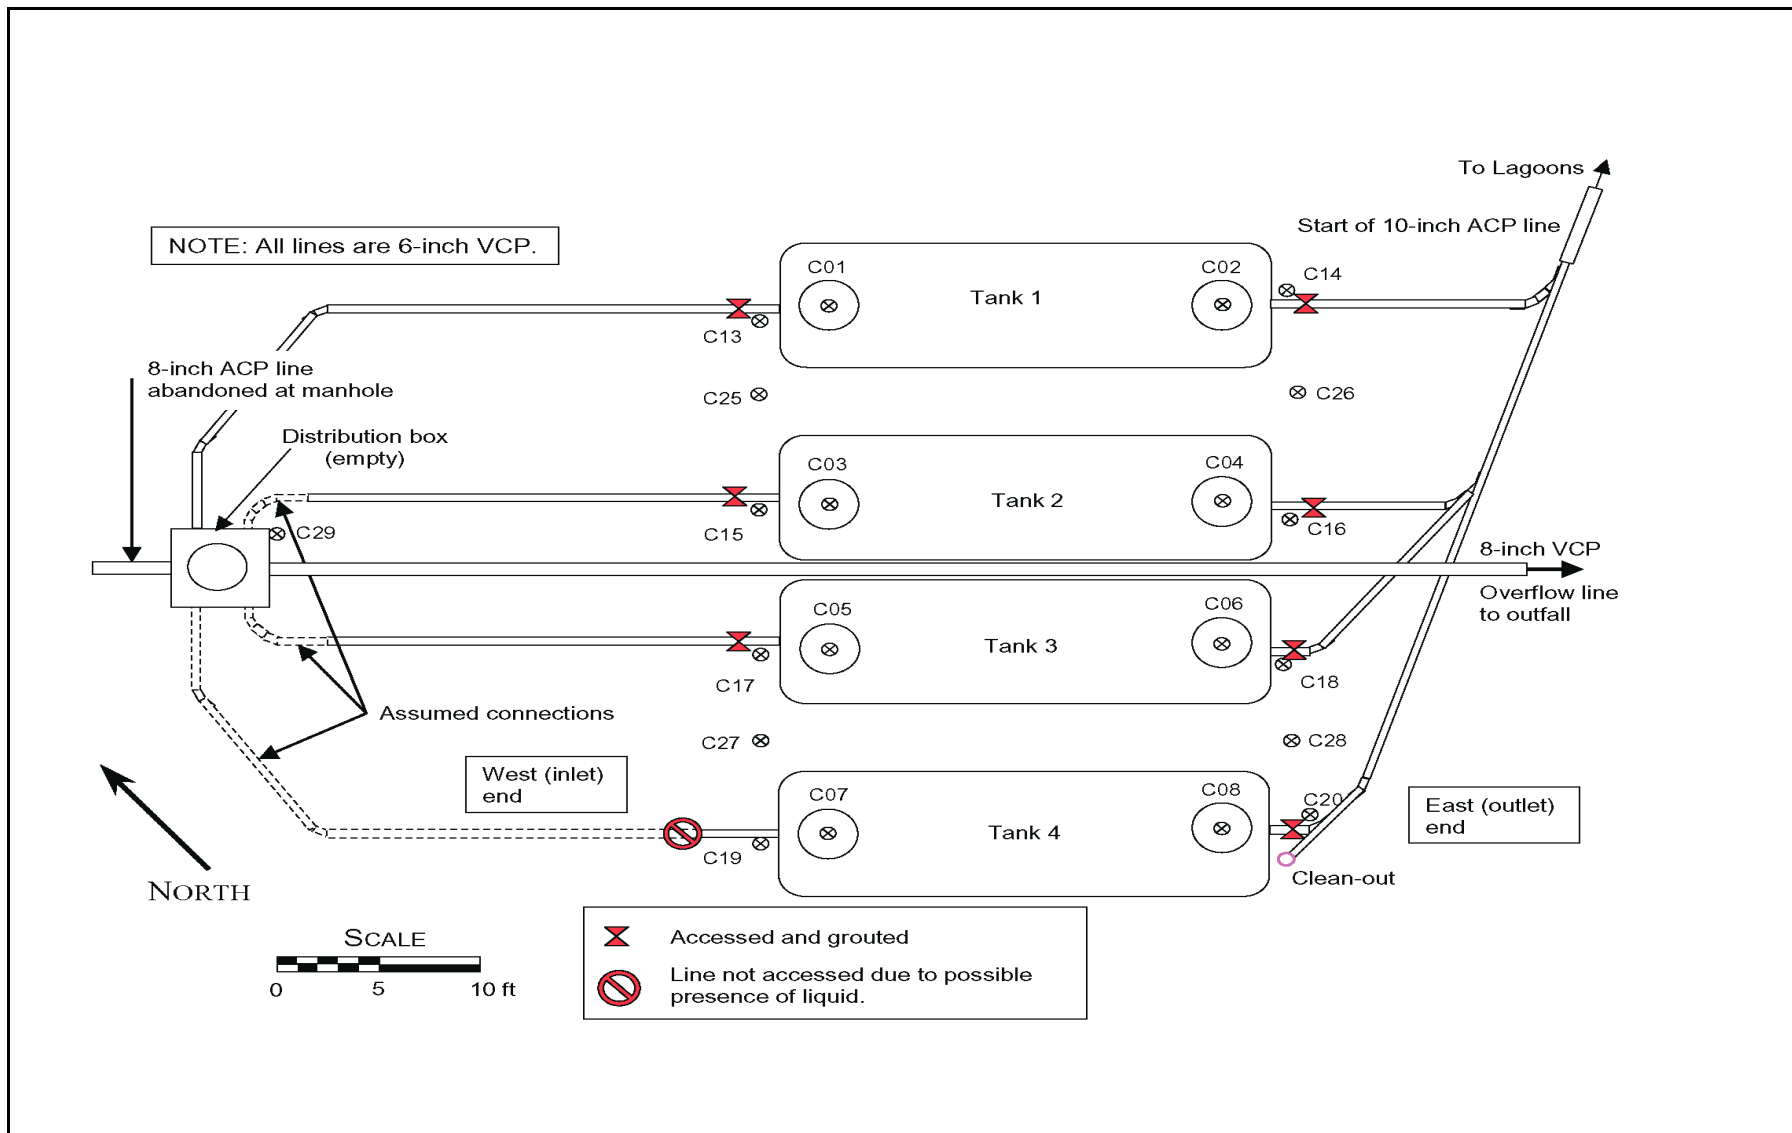 To Lagoons
Start of 10-inch ACP line
NOTE: All lines are 6-inch VCP.
C01
C02
C14
Tank 1
C13
8-inch ACP line
abandoned at manhole
C25
C26
Distribution box
(empty)
C03
C04
Tank 2
C29
C15
C16
8-inch VCP
Overflow line
to outfall
C05
C06
Tank 3
C17
C18
Assumed connections
C27
C28
West (inlet)
end
C07
C08
C20
East (outlet)
end
Tank 4
C19
Clean-out
NORTH
SCALE
0 5 10 ft
Accessed and grouted
Line not accessed due to possible
presence of liquid.